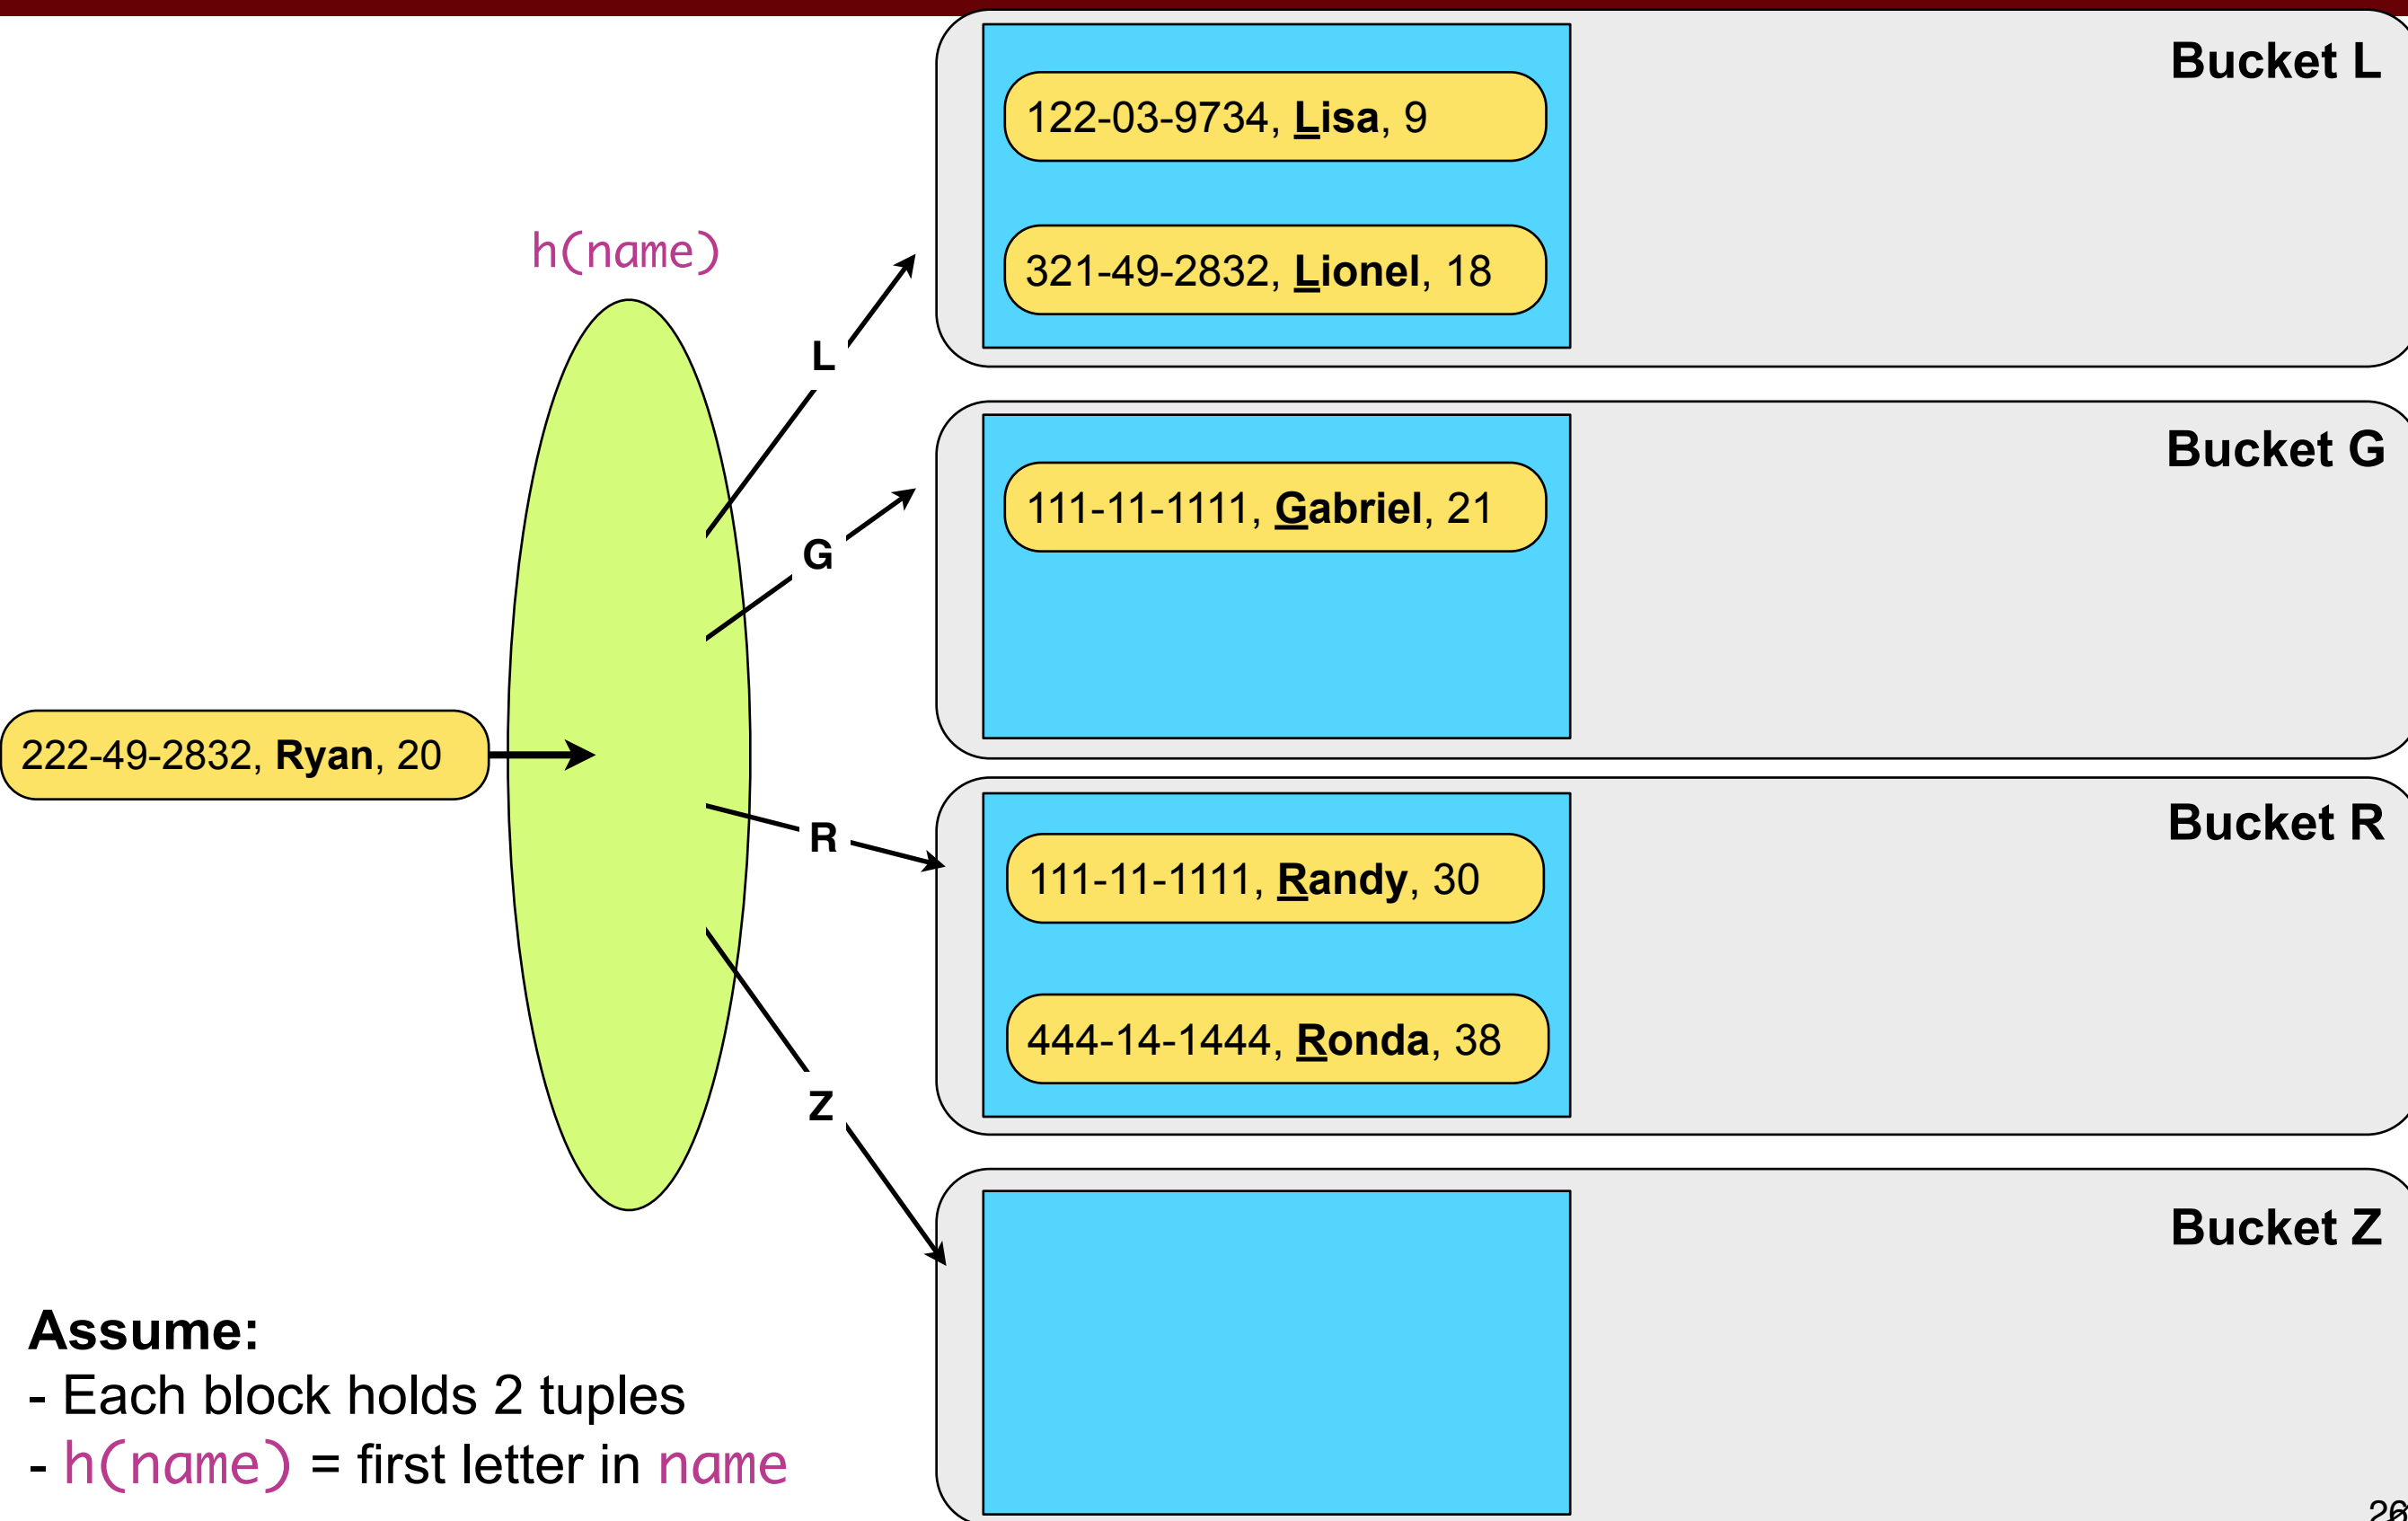 Bucket L
122-03-9734, Lisa, 9
321-49-2832, Lionel, 18
h(name)
L
Bucket G
111-11-1111, Gabriel, 21
G
222-49-2832, Ryan, 20
Bucket R
R
111-11-1111, Randy, 30
444-14-1444, Ronda, 38
Z
Bucket Z
Assume:
- Each block holds 2 tuples
- h(name) = first letter in name
26